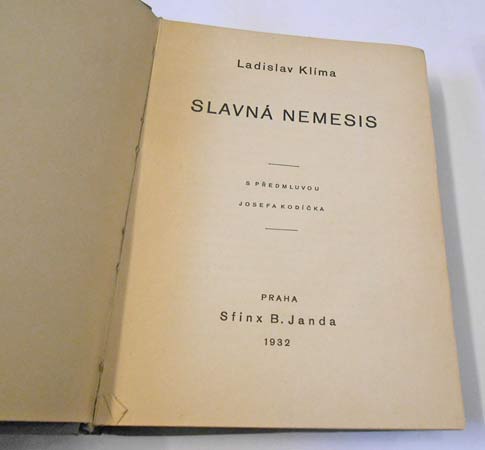 Ladislav Klíma
SLAVNÁ NEMESIS
S PŘEDMLUVOU
JOSEFA KODÍČKA
PRAHA
Sfinx B. Janda
1932